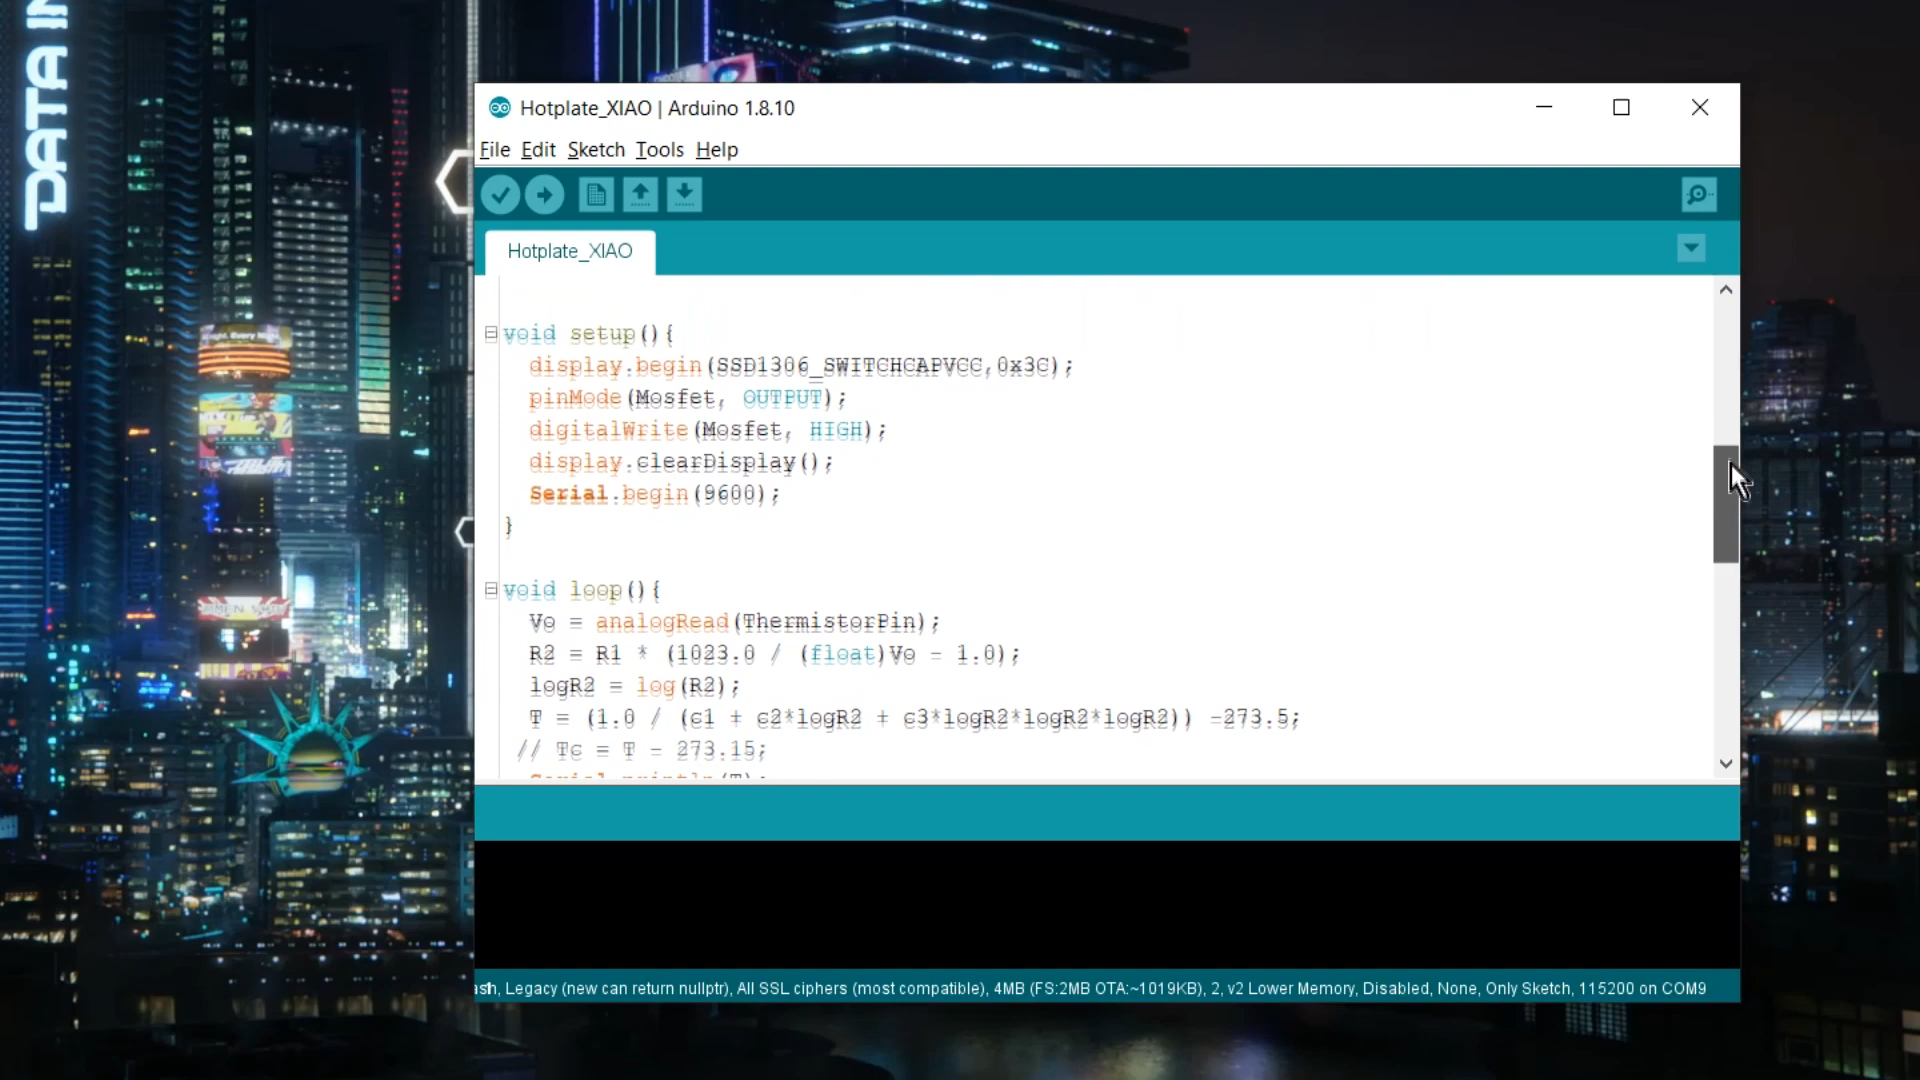 DATA IN
Hotplate_XIAO | Arduino 1.8.10
File Edit Sketch Tools Help
Hotplate_XIAO
void setup(){
display.begin(SSD1306_SWITCHCAPVCC,0x3C);
pinMode(Mosfet, OUTPUT);
digitalWrite(Mosfet, HIGH);
display.clearDisplay();
Serial.begin(9600);
}
void loop(){
Vo = analogRead(ThermistorPin);
R2 = R1 * (1023.0 / (float)Vo - 1.0);
logR2 = log(R2);
T = (1.0 / (c1 + c2*logR2 + c3*logR2*logR2*logR2)) -273.5;
// Tc = T - 273.15;
Serial.println(T);
ash, Legacy (new can return nullptr), All SSL ciphers (most compatible), 4MB (FS:2MB OTA:~1019KB), 2, v2 Lower Memory, Disabled, None, Only Sketch, 115200 on COM9